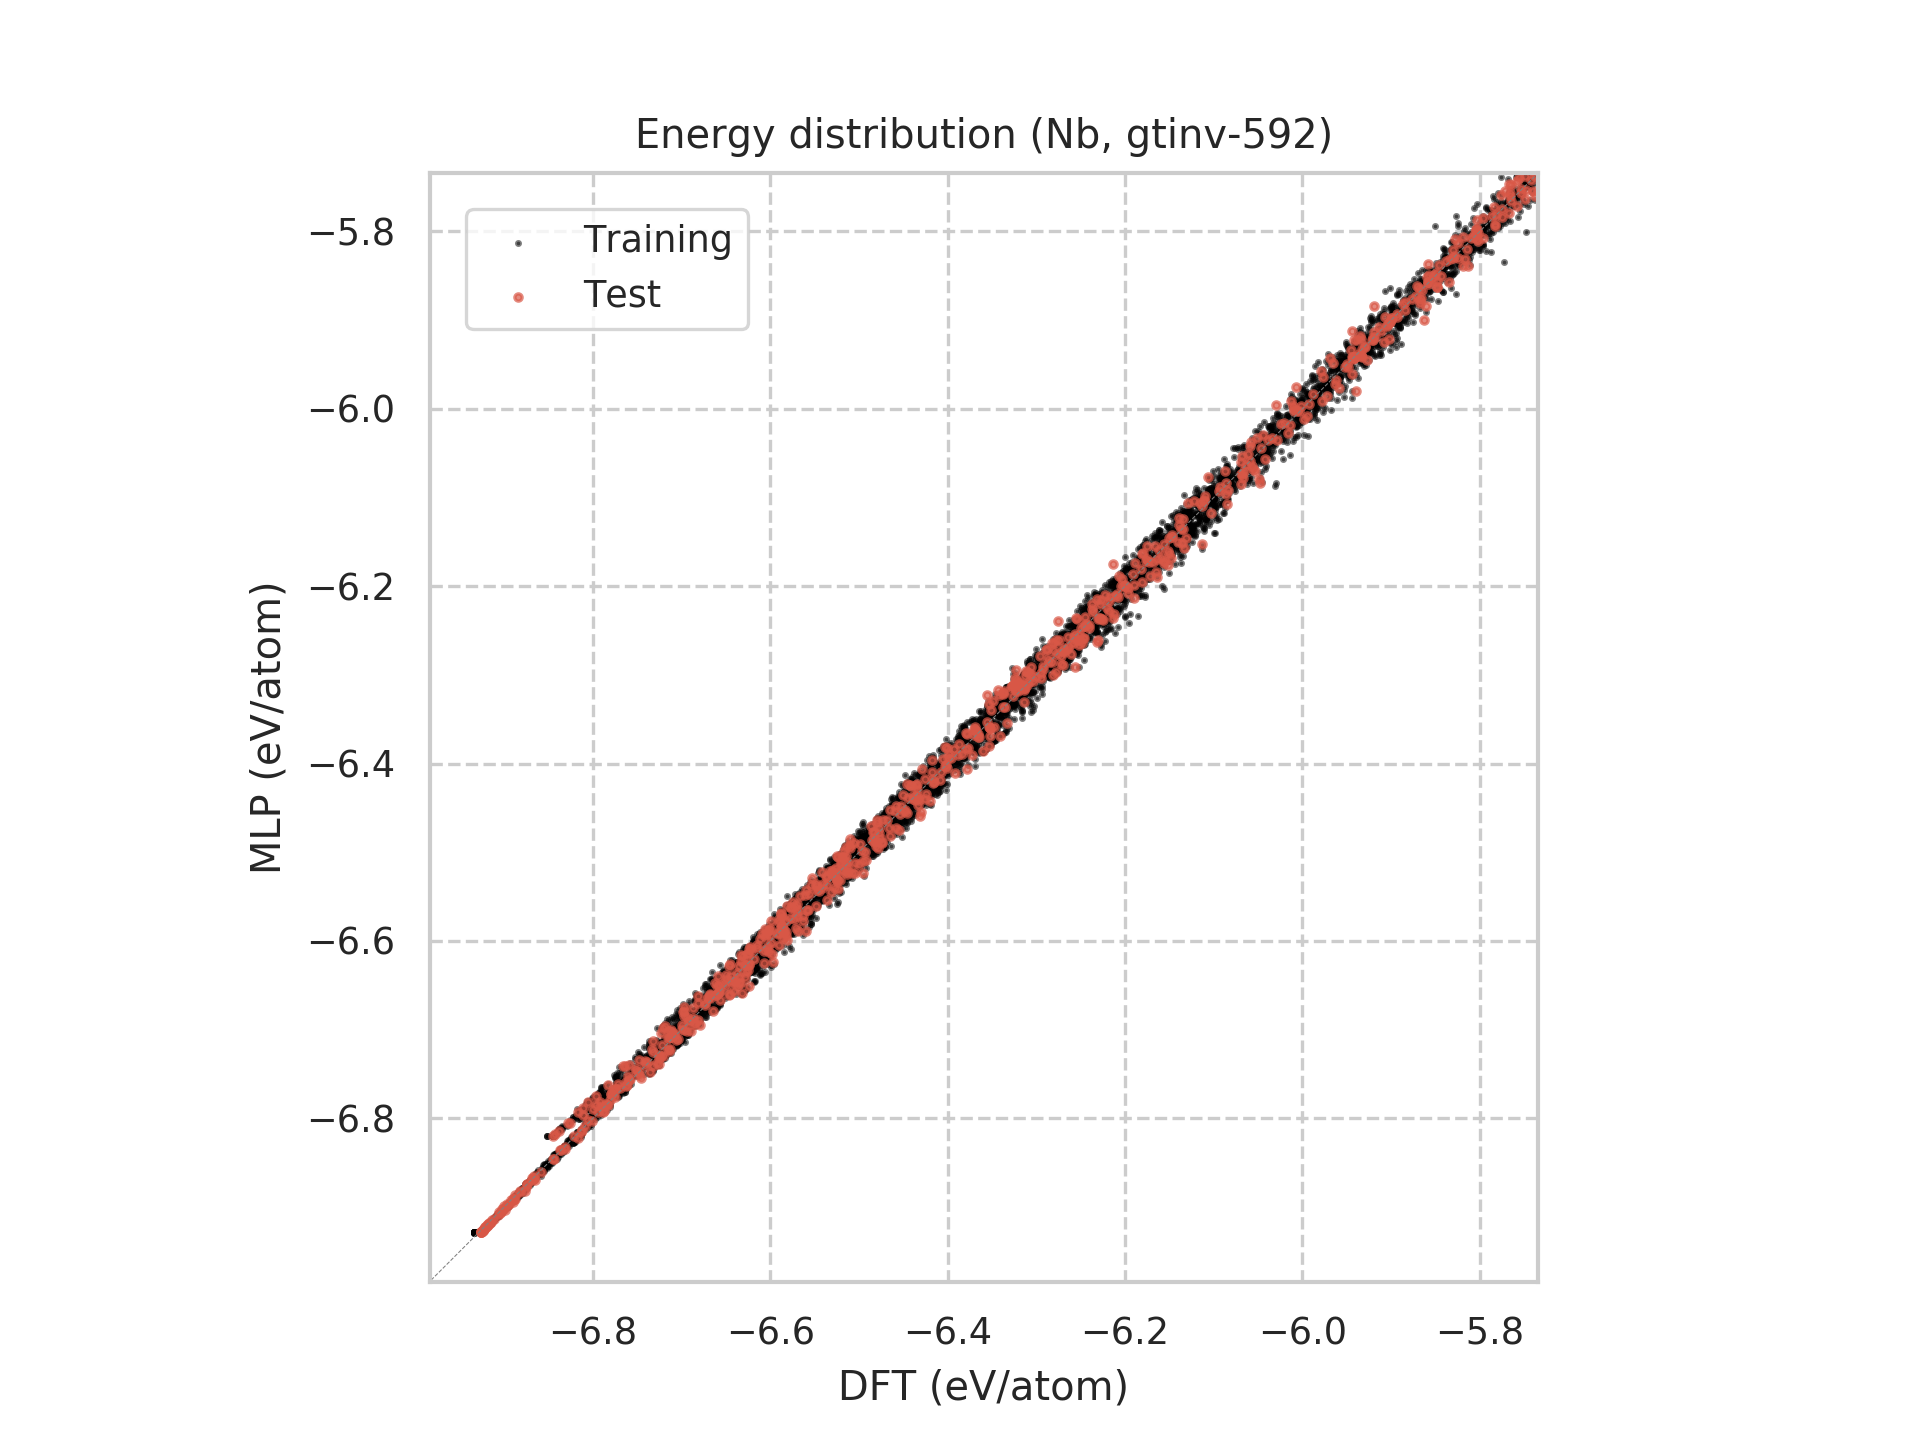 Energy distribution (Nb, gtinv-592)
Training
Test
−5.8
−6.0
−6.2
−6.4
−6.6
−6.8
MLP (eV/atom)
−6.8 −6.6 −6.4 −6.2 −6.0 −5.8
DFT (eV/atom)